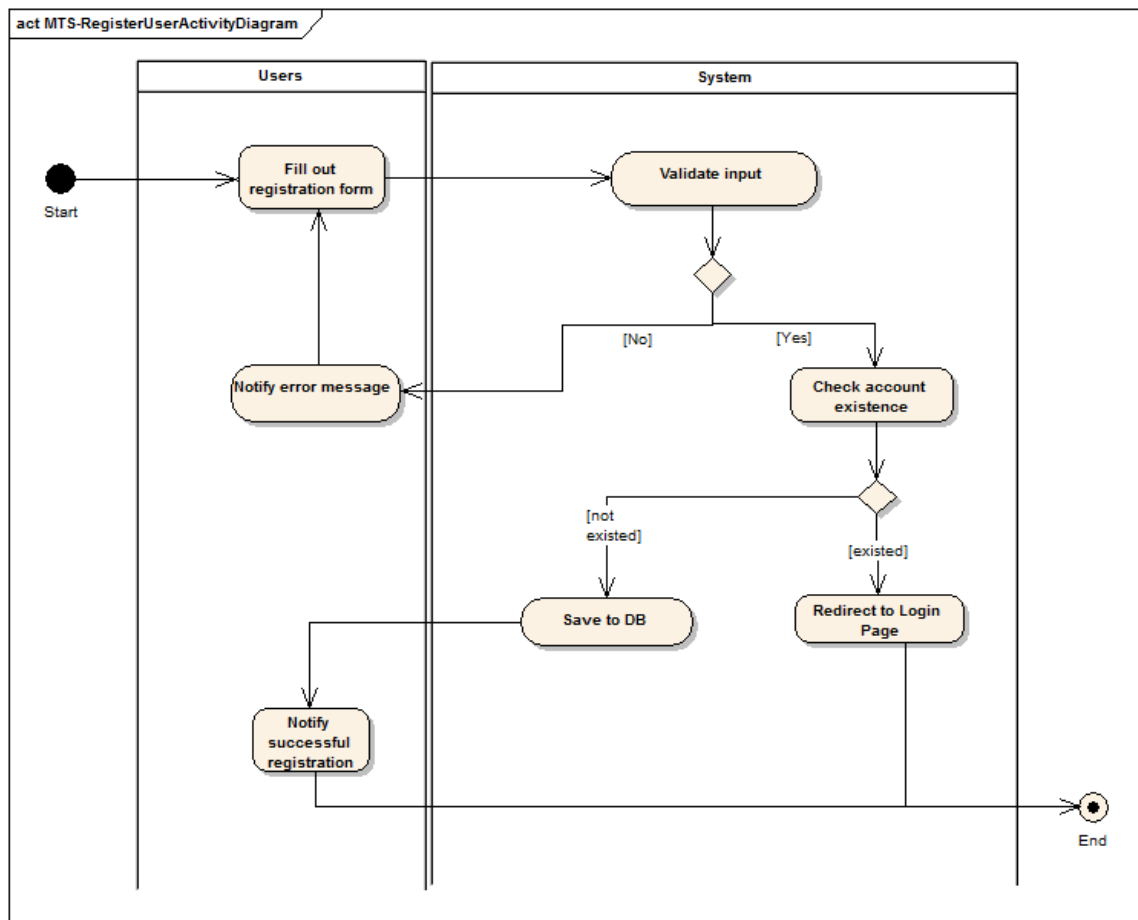 act MTS-RegisterUserActivityDiagram
Users
System
Start
Fill out
registration form
Validate input
[No]
[Yes]
Notify error message
Check account
existence
[not
existed]
[existed]
Save to DB
Redirect to Login
Page
Notify
successful
registration
End